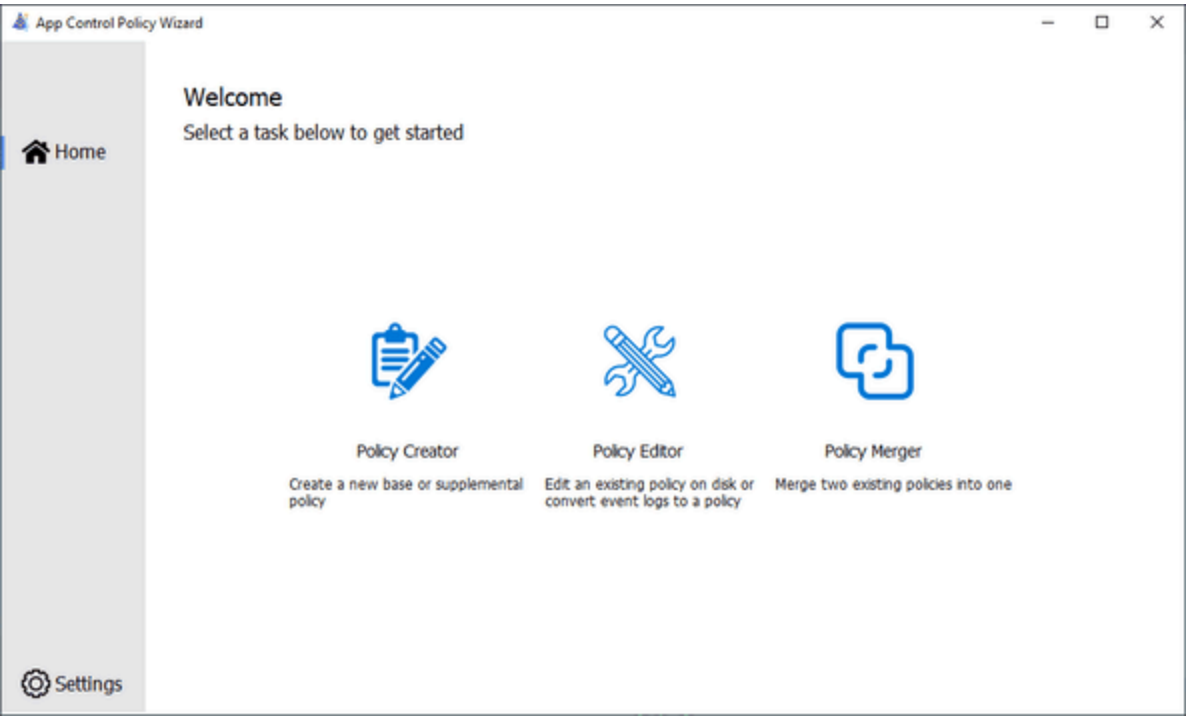 App Control Policy Wizard
Welcome
Select a task below to get started
Home
Policy Creator
Create a new base or supplemental
policy
Policy Editor
Edit an existing policy on disk or
convert event logs to a policy
Policy Merger
Merge two existing policies into one
Settings